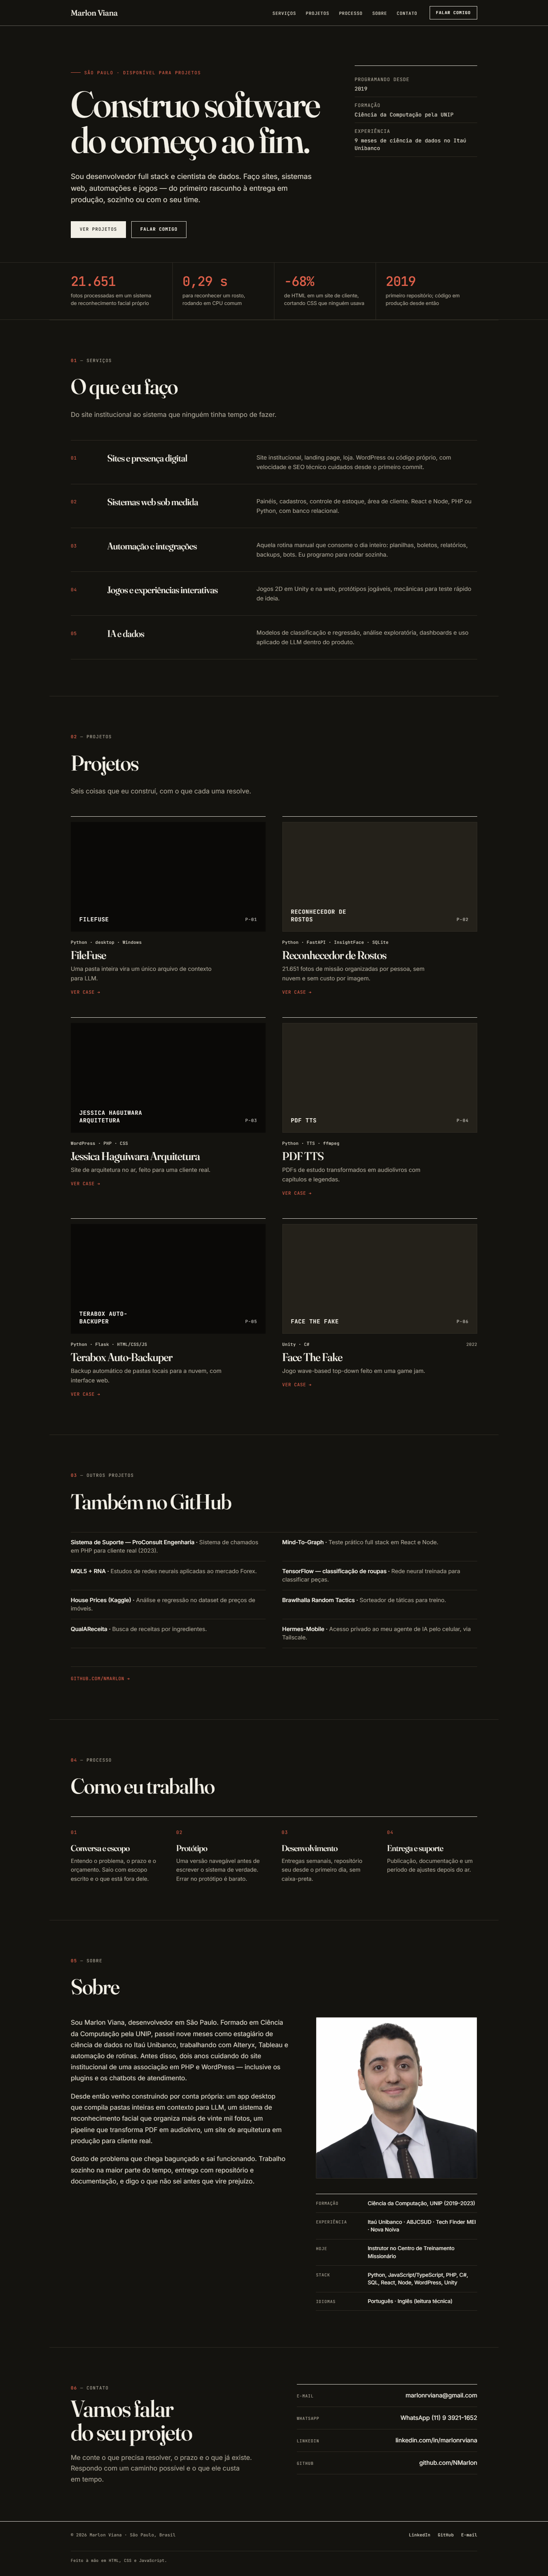 Marlon Viana
SERVIÇOS PROJETOS PROCESSO SOBRE CONTATO FALAR COMIGO
SÃO PAULO · DISPONÍVEL PARA PROJETOS
Construo software
do começo ao fim.
Sou desenvolvedor full stack e cientista de dados. Faço sites, sistemas
web, automações e jogos — do primeiro rascunho à entrega em
produção, sozinho ou com o seu time.
VER PROJETOS FALAR COMIGO
PROGRAMANDO DESDE
2019
FORMAÇÃO
Ciência da Computação pela UNIP
EXPERIÊNCIA
9 meses de ciência de dados no Itaú
Unibanco
21.651
fotos processadas em um sistema
de reconhecimento facial próprio
0,29 s
para reconhecer um rosto,
rodando em CPU comum
-68%
de HTML em um site de cliente,
cortando CSS que ninguém usava
2019
primeiro repositório; código em
produção desde então
01 — SERVIÇOS
O que eu faço
Do site institucional ao sistema que ninguém tinha tempo de fazer.
01
Sites e presença digital
Site institucional, landing page, loja. WordPress ou código próprio, com
velocidade e SEO técnico cuidados desde o primeiro commit.
02
Sistemas web sob medida
Painéis, cadastros, controle de estoque, área de cliente. React e Node, PHP ou
Python, com banco relacional.
03
Automação e integrações
Aquela rotina manual que consome o dia inteiro: planilhas, boletos, relatórios,
backups, bots. Eu programo para rodar sozinha.
04
Jogos e experiências interativas
Jogos 2D em Unity e na web, protótipos jogáveis, mecânicas para teste rápido
de ideia.
05
IA e dados
Modelos de classificação e regressão, análise exploratória, dashboards e uso
aplicado de LLM dentro do produto.
02 — PROJETOS
Projetos
Seis coisas que eu construí, com o que cada uma resolve.
FILEFUSE P-01
Python · desktop · Windows
FileFuse
Uma pasta inteira vira um único arquivo de contexto
para LLM.
VER CASE →
RECONHECEDOR DE
ROSTOS P-02
Python · FastAPI · InsightFace · SQLite
Reconhecedor de Rostos
21.651 fotos de missão organizadas por pessoa, sem
nuvem e sem custo por imagem.
VER CASE →
JESSICA HAGUIWARA
ARQUITETURA P-03
WordPress · PHP · CSS
Jessica Haguiwara Arquitetura
Site de arquitetura no ar, feito para uma cliente real.
VER CASE →
PDF TTS P-04
Python · TTS · ffmpeg
PDF TTS
PDFs de estudo transformados em audiolivros com
capítulos e legendas.
VER CASE →
TERABOX AUTO-
BACKUPER P-05
Python · Flask · HTML/CSS/JS
Terabox Auto-Backuper
Backup automático de pastas locais para a nuvem, com
interface web.
VER CASE →
FACE THE FAKE P-06
Unity · C# 2022
Face The Fake
Jogo wave-based top-down feito em uma game jam.
VER CASE →
03 — OUTROS PROJETOS
Também no GitHub
Sistema de Suporte — ProConsult Engenharia · Sistema de chamados
em PHP para cliente real (2023).
Mind-To-Graph · Teste prático full stack em React e Node.
MQL5 + RNA · Estudos de redes neurais aplicadas ao mercado Forex.
TensorFlow — classificação de roupas · Rede neural treinada para
classificar peças.
House Prices (Kaggle) · Análise e regressão no dataset de preços de
imóveis.
Brawlhalla Random Tactics · Sorteador de táticas para treino.
QualAReceita · Busca de receitas por ingredientes.
Hermes-Mobile · Acesso privado ao meu agente de IA pelo celular, via
Tailscale.
GITHUB.COM/NMARLON →
04 — PROCESSO
Como eu trabalho
01
Conversa e escopo
Entendo o problema, o prazo e o
orçamento. Saio com escopo
escrito e o que está fora dele.
02
Protótipo
Uma versão navegável antes de
escrever o sistema de verdade.
Errar no protótipo é barato.
03
Desenvolvimento
Entregas semanais, repositório
seu desde o primeiro dia, sem
caixa-preta.
04
Entrega e suporte
Publicação, documentação e um
período de ajustes depois do ar.
05 — SOBRE
Sobre
Sou Marlon Viana, desenvolvedor em São Paulo. Formado em Ciência
da Computação pela UNIP, passei nove meses como estagiário de
ciência de dados no Itaú Unibanco, trabalhando com Alteryx, Tableau e
automação de rotinas. Antes disso, dois anos cuidando do site
institucional de uma associação em PHP e WordPress — inclusive os
plugins e os chatbots de atendimento.
Desde então venho construindo por conta própria: um app desktop
que compila pastas inteiras em contexto para LLM, um sistema de
reconhecimento facial que organiza mais de vinte mil fotos, um
pipeline que transforma PDF em audiolivro, um site de arquitetura em
produção para cliente real.
Gosto de problema que chega bagunçado e sai funcionando. Trabalho
sozinho na maior parte do tempo, entrego com repositório e
documentação, e digo o que não sei antes que vire prejuízo.
FORMAÇÃO Ciência da Computação, UNIP (2019–2023)
EXPERIÊNCIA Itaú Unibanco · ABJCSUD · Tech Finder MEI
· Nova Noiva
HOJE Instrutor no Centro de Treinamento
Missionário
STACK Python, JavaScript/TypeScript, PHP, C#,
SQL, React, Node, WordPress, Unity
IDIOMAS Português · Inglês (leitura técnica)
06 — CONTATO
Vamos falar
do seu projeto
Me conte o que precisa resolver, o prazo e o que já existe.
Respondo com um caminho possível e o que ele custa
em tempo.
E-MAIL marlonrviana@gmail.com
WHATSAPP WhatsApp (11) 9 3921-1652
LINKEDIN linkedin.com/in/marlonrviana
GITHUB github.com/NMarlon
© 2026 Marlon Viana · São Paulo, Brasil
LinkedIn GitHub E-mail
Feito à mão em HTML, CSS e JavaScript.